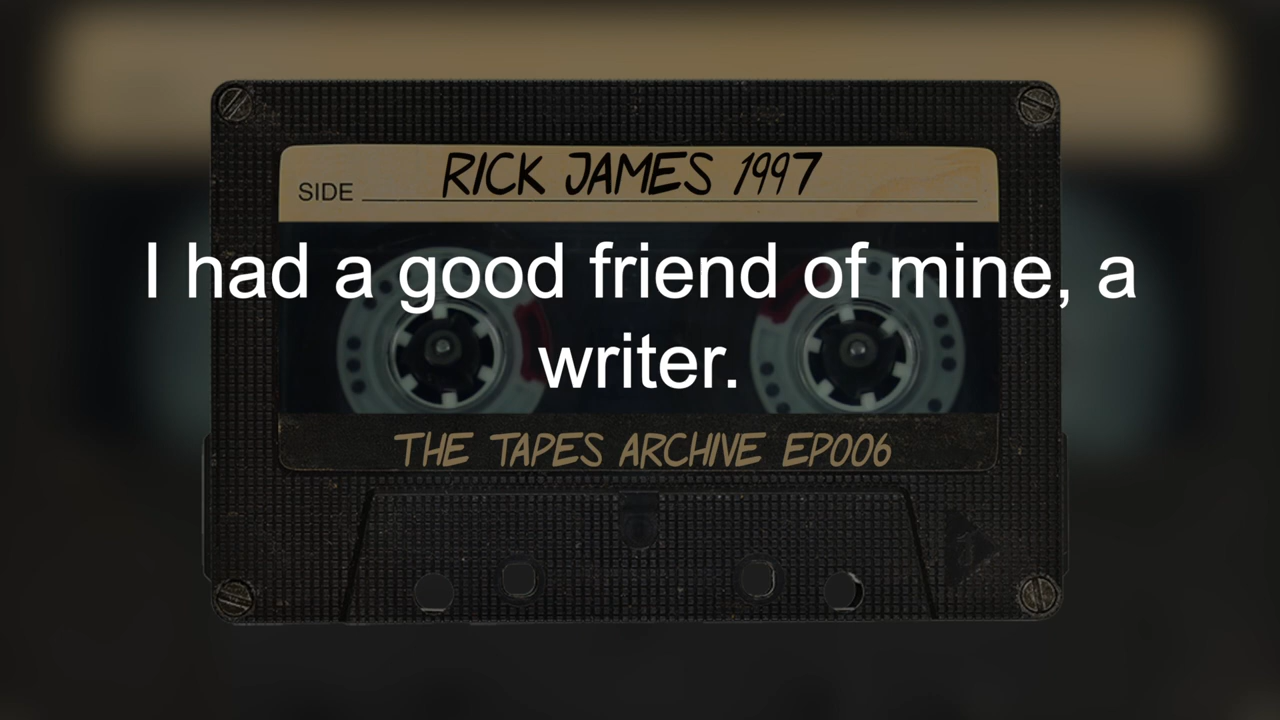 RICK JAMES 1997
SIDE
I had a good friend of mine, a
writer.
THE TAPES ARCHIVE EP006